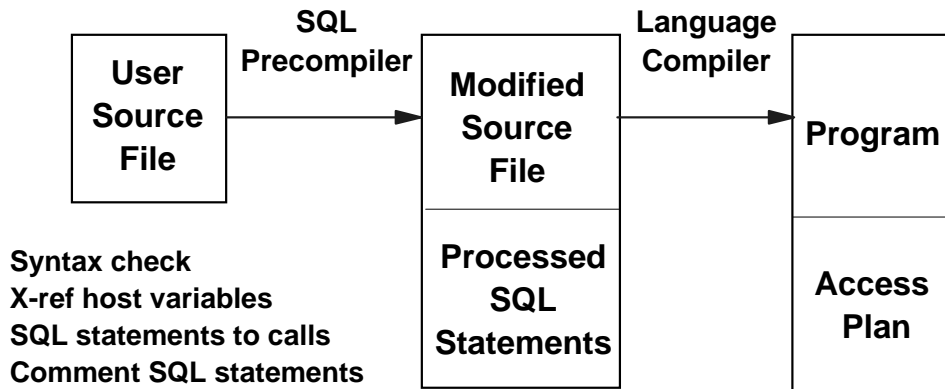 SQL
Precompiler
Language
Compiler
User
Source
File
Modified
Source
File
Program
Processed
SQL
Statements
Access
Plan
Syntax check
X-ref host variables
SQL statements to calls
Comment SQL statements